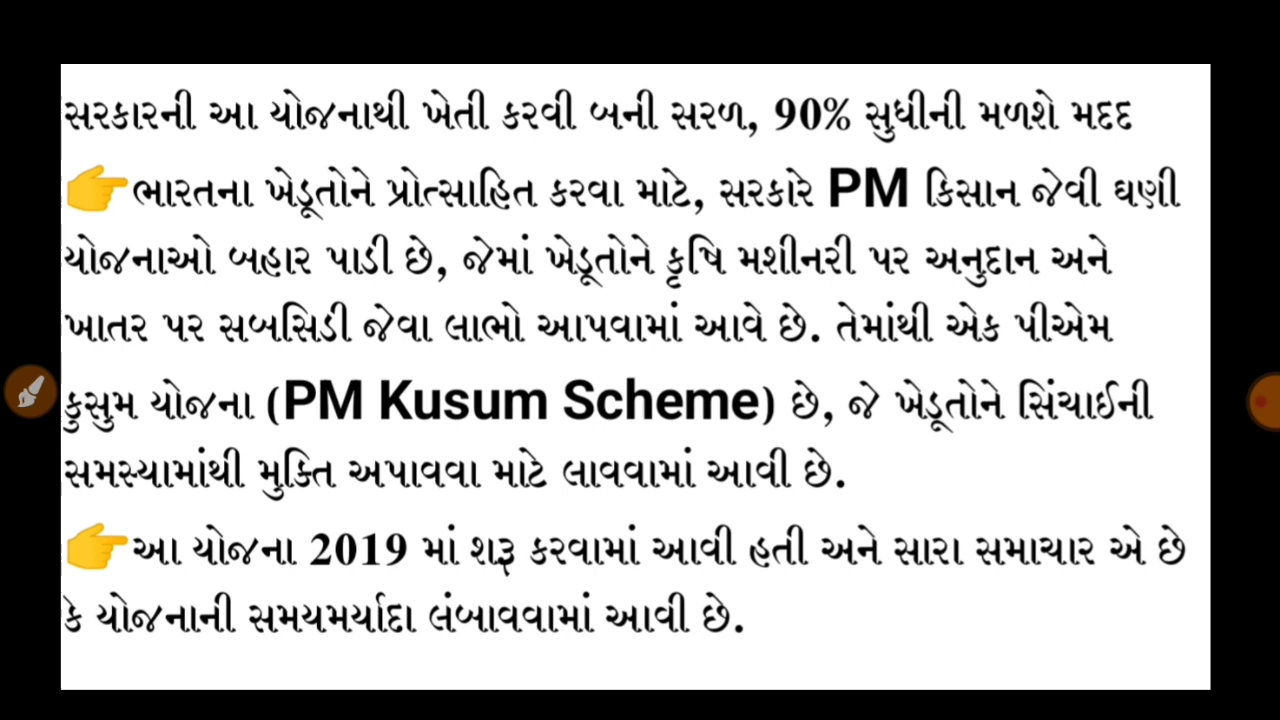 સરકારની આ યોજનાથી ખેતી કરવી બની સરળ, 90% સુધીની મળશે મદદ
👉ભારતના ખેડૂતોને પ્રોત્સાહિત કરવા માટે, સરકારે PM કિસાન જેવી ઘણી
યોજનાઓ બહાર પાડી છે, જેમાં ખેડૂતોને કૃષિ મશીનરી પર અનુદાન અને
ખાતર પર સબસિડી જેવા લાભો આપવામાં આવે છે. તેમાંથી એક પીએમ
કુસુમ યોજના (PM Kusum Scheme) છે, જે ખેડૂતોને સિંચાઈની
સમસ્યામાંથી મુક્તિ અપાવવા માટે લાવવામાં આવી છે.
👉આ યોજના 2019 માં શરૂ કરવામાં આવી હતી અને સારા સમાચાર એ છે
કે યોજનાની સમયમર્યાદા લંબાવવામાં આવી છે.